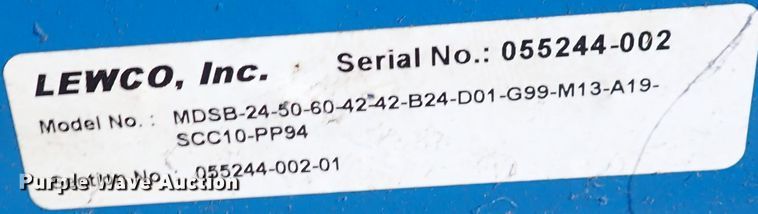 LEWCO, Inc. Serial No.: 055244-002
Model No. : MDSB-24-50-60-42-42-B24-D01-G99-M13-A19-
SCC10-PP94
No.: 055244-002-01
Purple Wave Auction